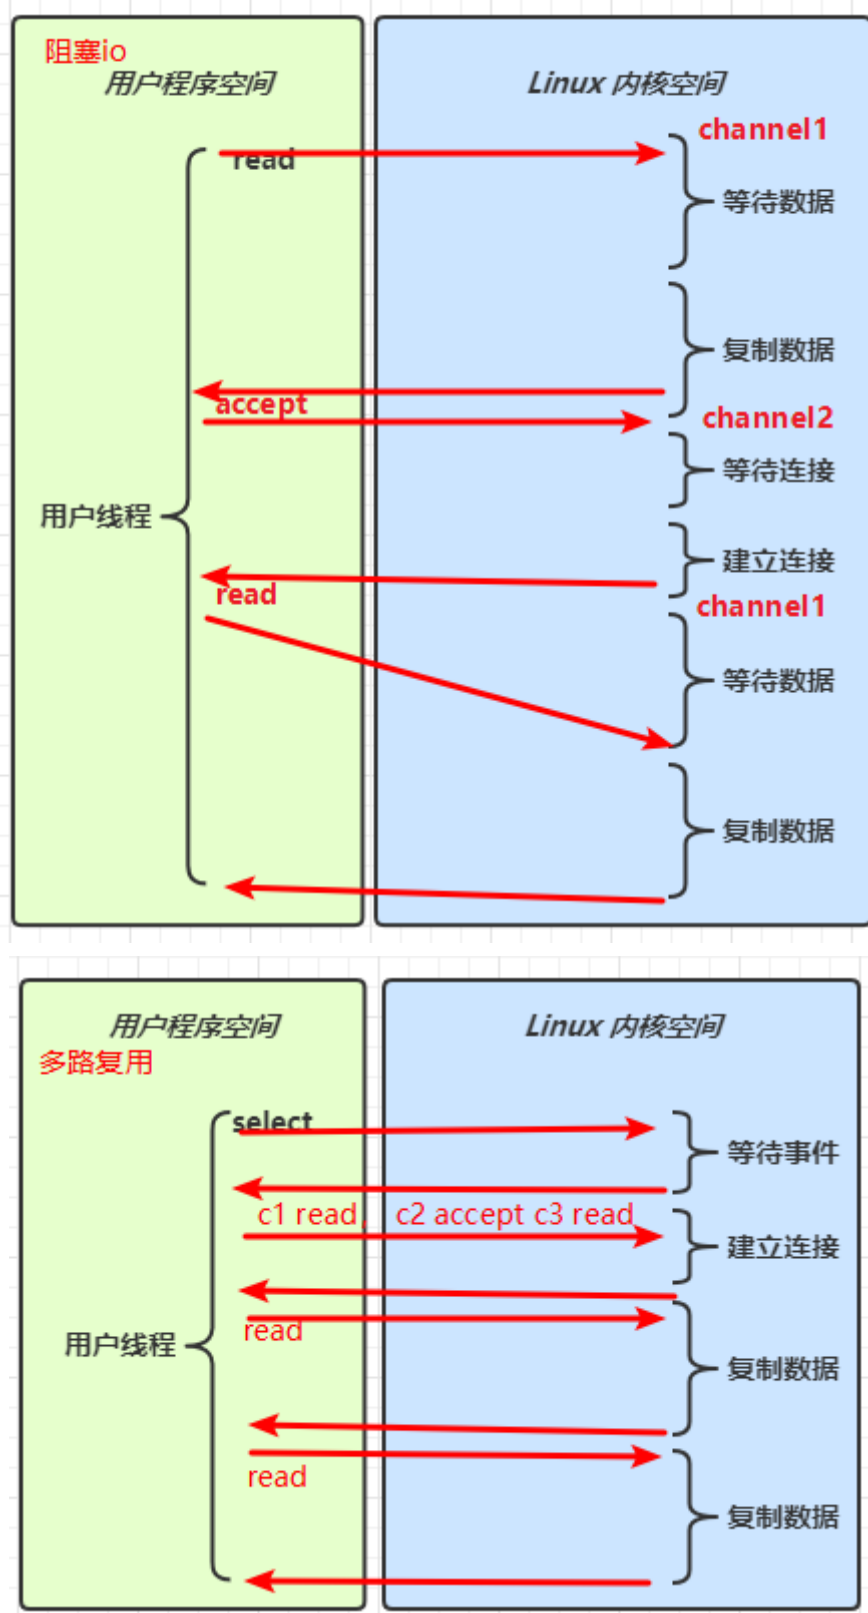 阻塞io
用户程序空间
Linux 内核空间
channel1
read
等待数据
复制数据
accept
channel2
等待连接
用户线程
建立连接
read
channel1
等待数据
复制数据
用户程序空间
Linux 内核空间
多路复用
select
等待事件
c1 read, c2 accept c3 read
建立连接
read
用户线程
复制数据
read
复制数据